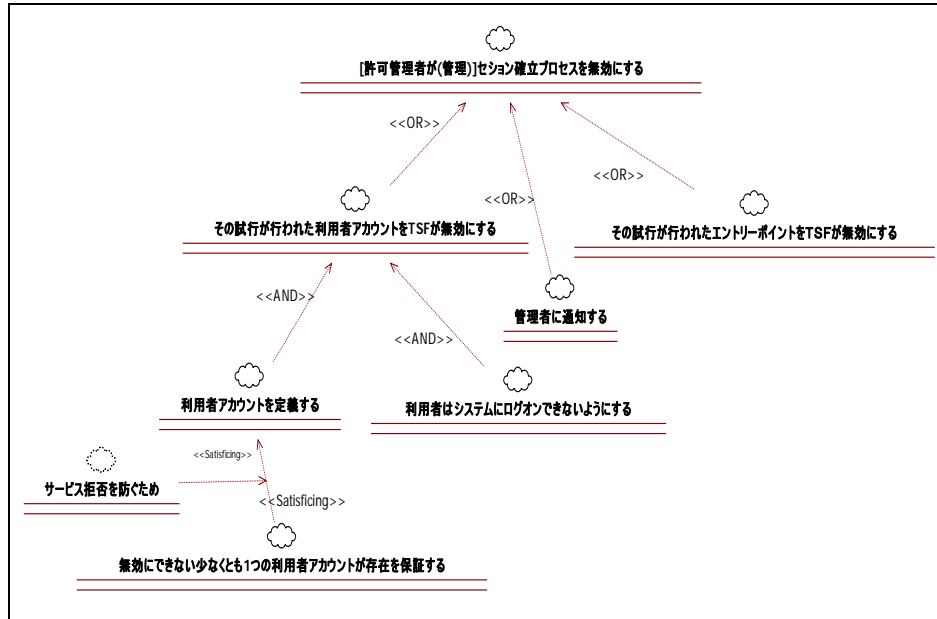 [許可管理者が(管理)]セション確立プロセスを無効にする
<<OR>>
<<OR>>
<<OR>>
その試行が行われた利用者アカウントをTSFが無効にする
その試行が行われたエントリーポイントをTSFが無効にする
<<AND>>
管理者に通知する
<<AND>>
利用者アカウントを定義する
利用者はシステムにログオンできないようにする
<<Satisficing>>
サービス拒否を防ぐため
<<Satisficing>>
無効にできない少なくとも1つの利用者アカウントが存在を保証する